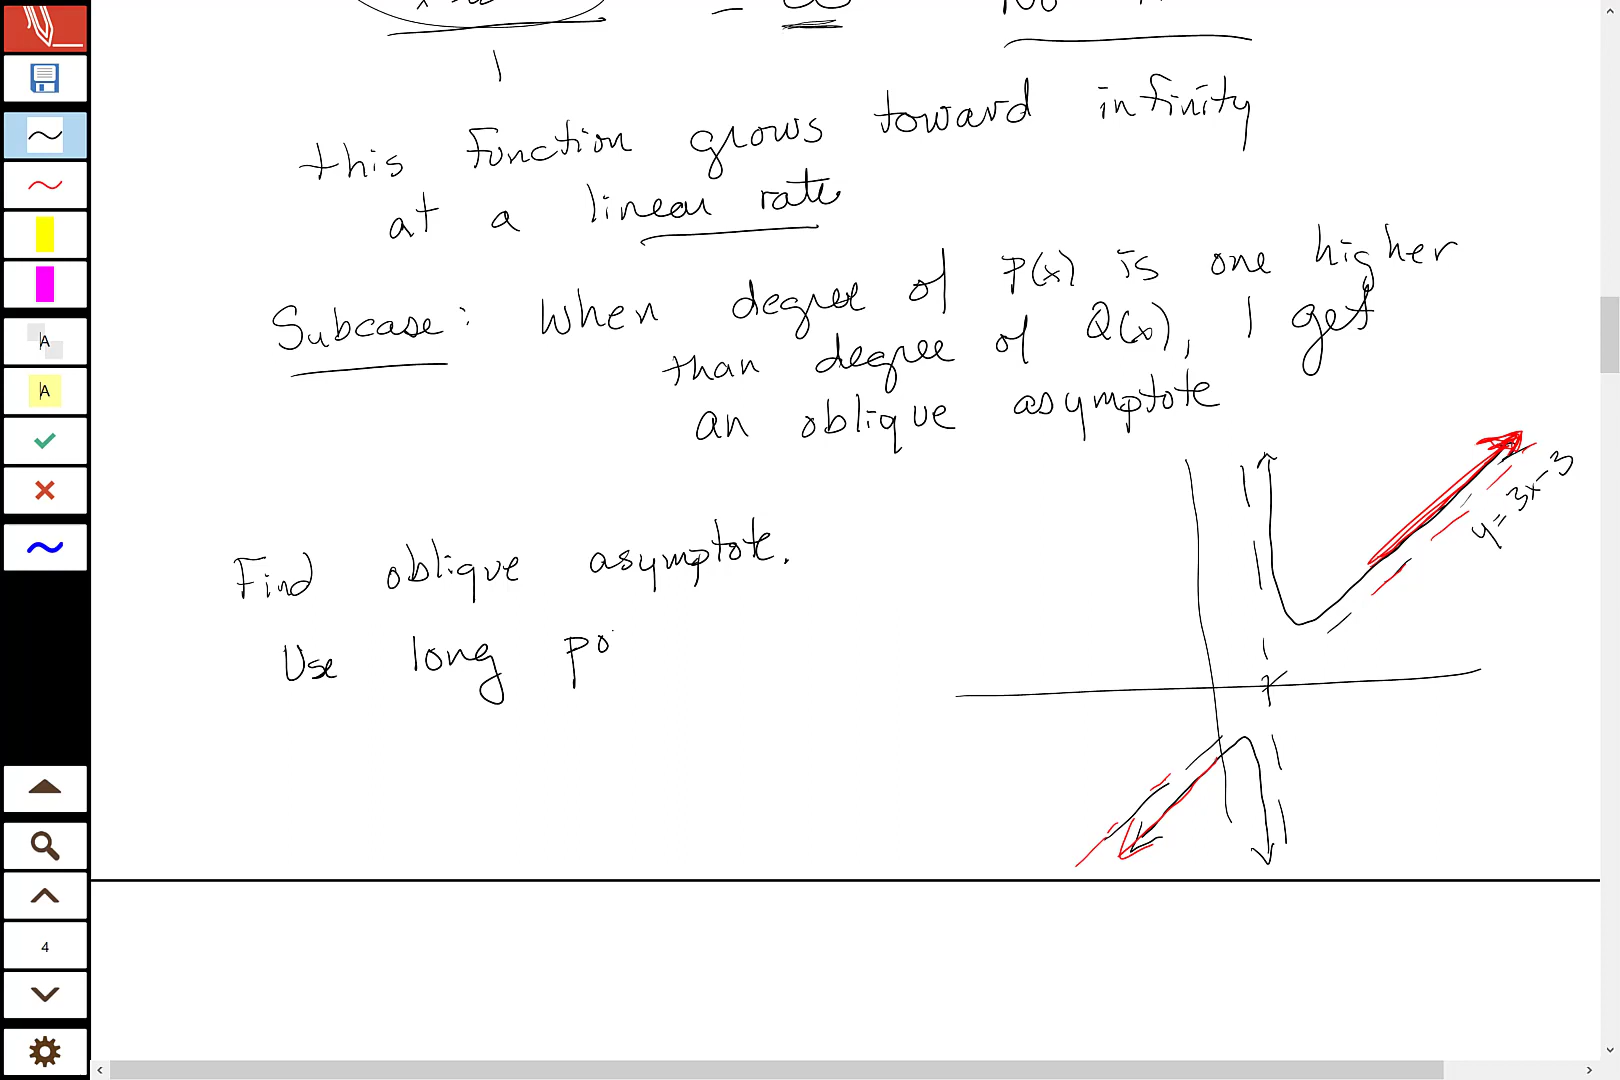 1
this function grows toward infinity
at a linear rate
Subcase: When degree of P(x) is one higher
than degree of Q(x), I get
an oblique asymptote
y = 3x-3
Find oblique asymptote.
Use long po
A
A
4